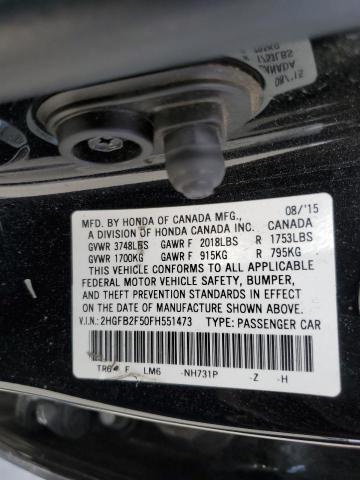 MFD. BY HONDA OF CANADA MFG.,
A DIVISION OF HONDA CANADA INC. CANADA 08/'15
GVWR 3748LBS GAWR F 2018LBS R 1753LBS
GVWR 1700KG GAWR F 915KG R 795KG
THIS VEHICLE CONFORMS TO ALL APPLICABLE
FEDERAL MOTOR VEHICLE SAFETY, BUMPER,
AND THEFT PREVENTION STANDARDS IN EFFECT
ON THE DATE OF MANUFACTURE SHOWN ABOVE.
V.I.N.: 2HGFB2F50FH551473 TYPE: PASSENGER CAR
F LM6 -NH731P -Z -H